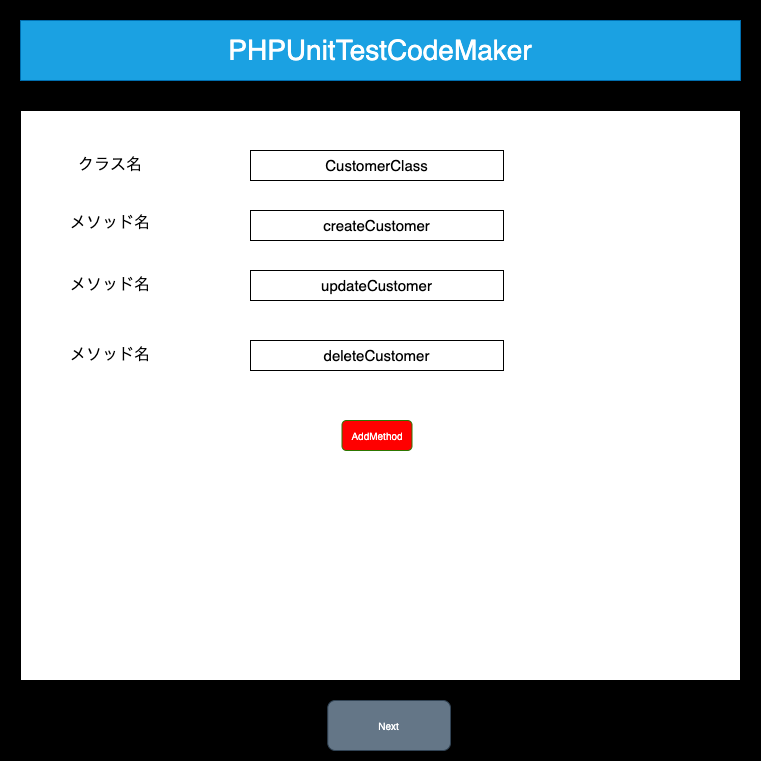 PHPUnitTestCodeMaker
クラス名 CustomerClass
メソッド名 createCustomer
メソッド名 updateCustomer
メソッド名 deleteCustomer
AddMethod
Next